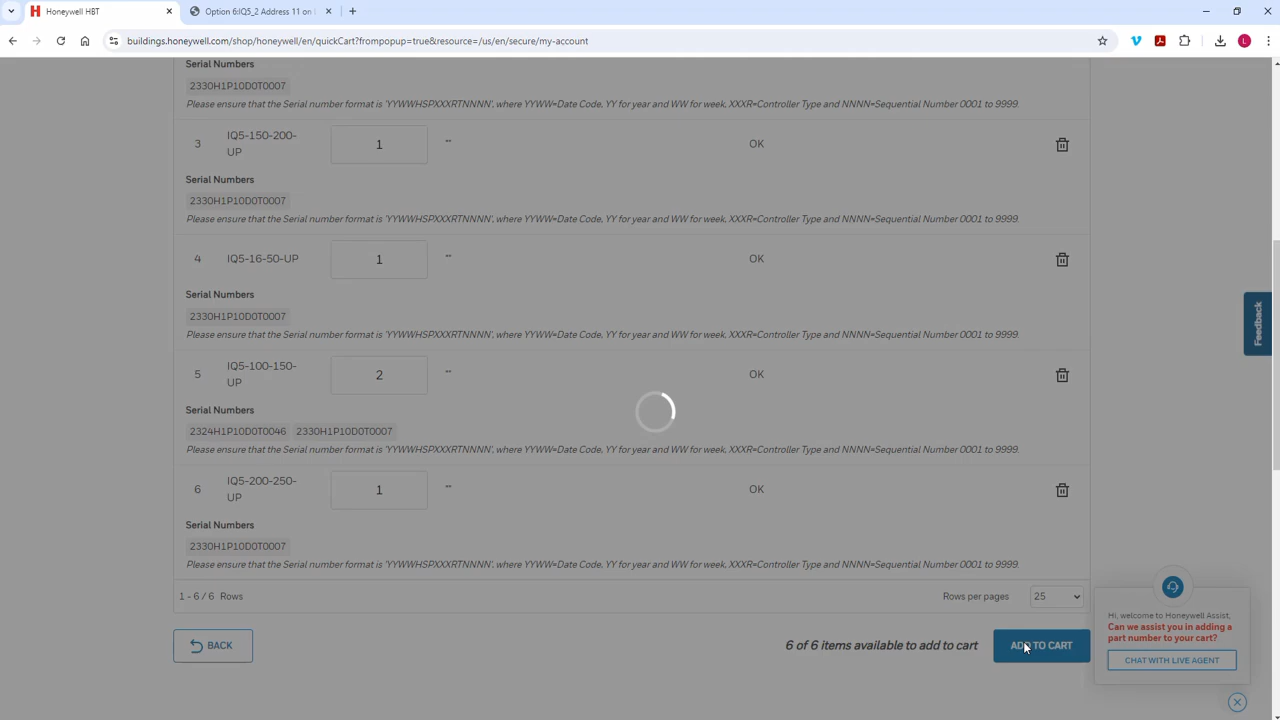 Honeywell HBT
Option 6:IQ5_2 Address 11 on
buildings.honeywell.com/shop/honeywell/en/quickCart?frompopup=true&resource=/us/en/secure/my-account
L
Serial Numbers
2330H1P10D0T0007
Please ensure that the Serial number format is 'YYWWHSPXXXRTNNNN', where YYWW=Date Code, YY for year and WW for week, XXXR=Controller Type and NNNN=Sequential Number 0001 to 9999.
3 IQ5-150-200-UP 1 "" OK
Serial Numbers
2330H1P10D0T0007
Please ensure that the Serial number format is 'YYWWHSPXXXRTNNNN', where YYWW=Date Code, YY for year and WW for week, XXXR=Controller Type and NNNN=Sequential Number 0001 to 9999.
4 IQ5-16-50-UP 1 "" OK
Serial Numbers
2330H1P10D0T0007
Please ensure that the Serial number format is 'YYWWHSPXXXRTNNNN', where YYWW=Date Code, YY for year and WW for week, XXXR=Controller Type and NNNN=Sequential Number 0001 to 9999.
5 IQ5-100-150-UP 2 "" OK
Serial Numbers
2324H1P10D0T0046 2330H1P10D0T0007
Please ensure that the Serial number format is 'YYWWHSPXXXRTNNNN', where YYWW=Date Code, YY for year and WW for week, XXXR=Controller Type and NNNN=Sequential Number 0001 to 9999.
6 IQ5-200-250-UP 1 "" OK
Serial Numbers
2330H1P10D0T0007
Please ensure that the Serial number format is 'YYWWHSPXXXRTNNNN', where YYWW=Date Code, YY for year and WW for week, XXXR=Controller Type and NNNN=Sequential Number 0001 to 9999.
1 - 6 / 6 Rows
Rows per pages 25
BACK
6 of 6 items available to add to cart
ADD TO CART
Feedback
Hi, welcome to Honeywell Assist,
Can we assist you in adding a
part number to your cart?
CHAT WITH LIVE AGENT